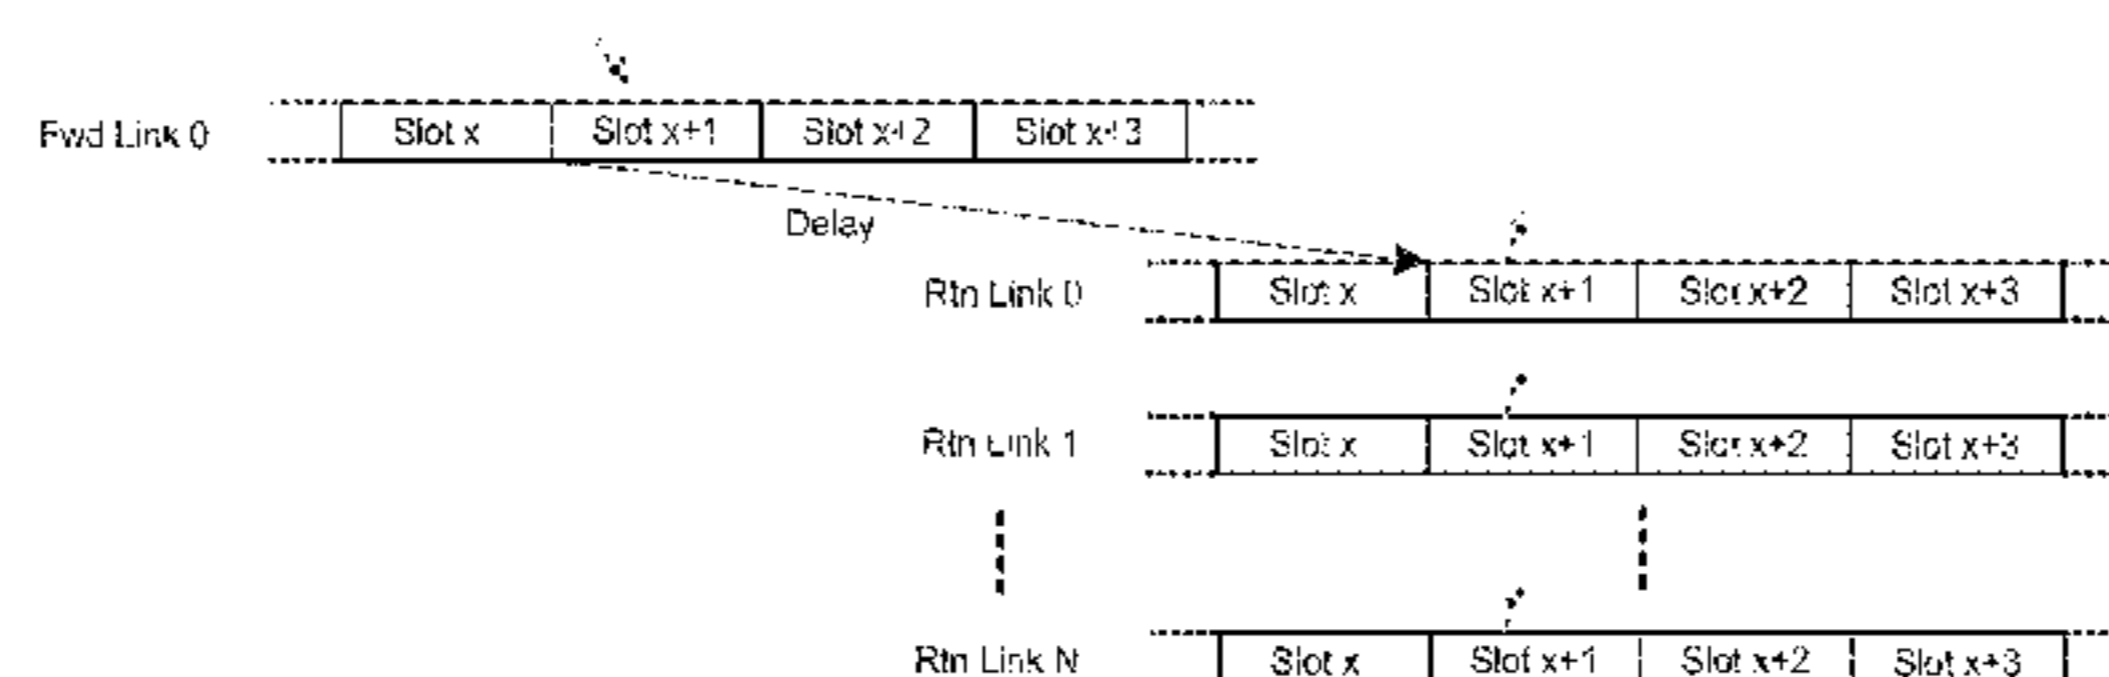 Fwd Link 0 Slot x Slot x+1 Slot x+2 Slot x+3
Delay
Rtn Link 0 Slot x Slot x+1 Slot x+2 Slot x+3
Rtn Link 1 Slot x Slot x+1 Slot x+2 Slot x+3
Rtn Link N Slot x Slot x+1 Slot x+2 Slot x+3